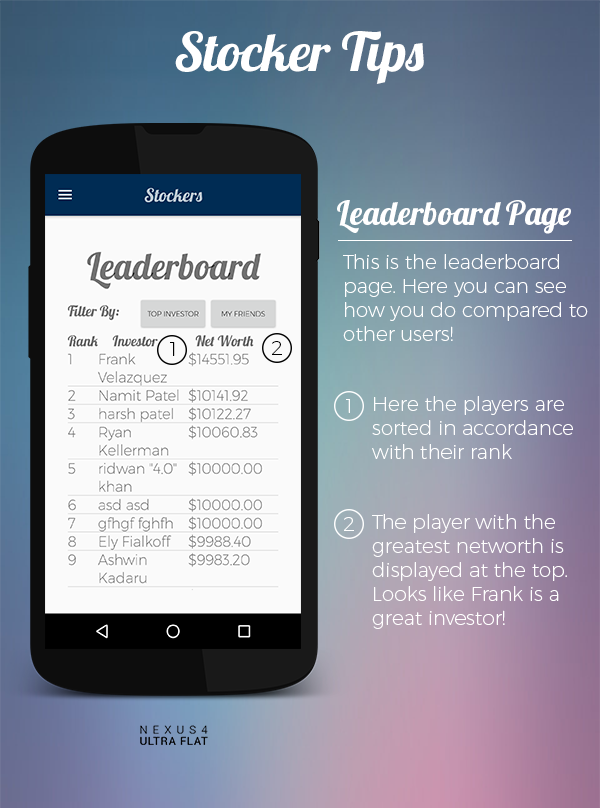 Stocker Tips
Stockers
Leaderboard
Filter By: TOP INVESTOR MY FRIENDS
Rank Investor 1 Net Worth 2
1 Frank $14551.95
Velazquez
2 Namit Patel $10141.92
3 harsh patel $10122.27
4 Ryan $10060.83
Kellerman
5 ridwan "4.0" $10000.00
khan
6 asd asd $10000.00
7 gfhgf fghfh $10000.00
8 Ely Fialkoff $9988.40
9 Ashwin $9983.20
Kadaru
NEXUS4
ULTRA FLAT
Leaderboard Page
This is the leaderboard
page. Here you can see
how you do compared to
other users!
1 Here the players are
sorted in accordance
with their rank
2 The player with the
greatest networth is
displayed at the top.
Looks like Frank is a
great investor!